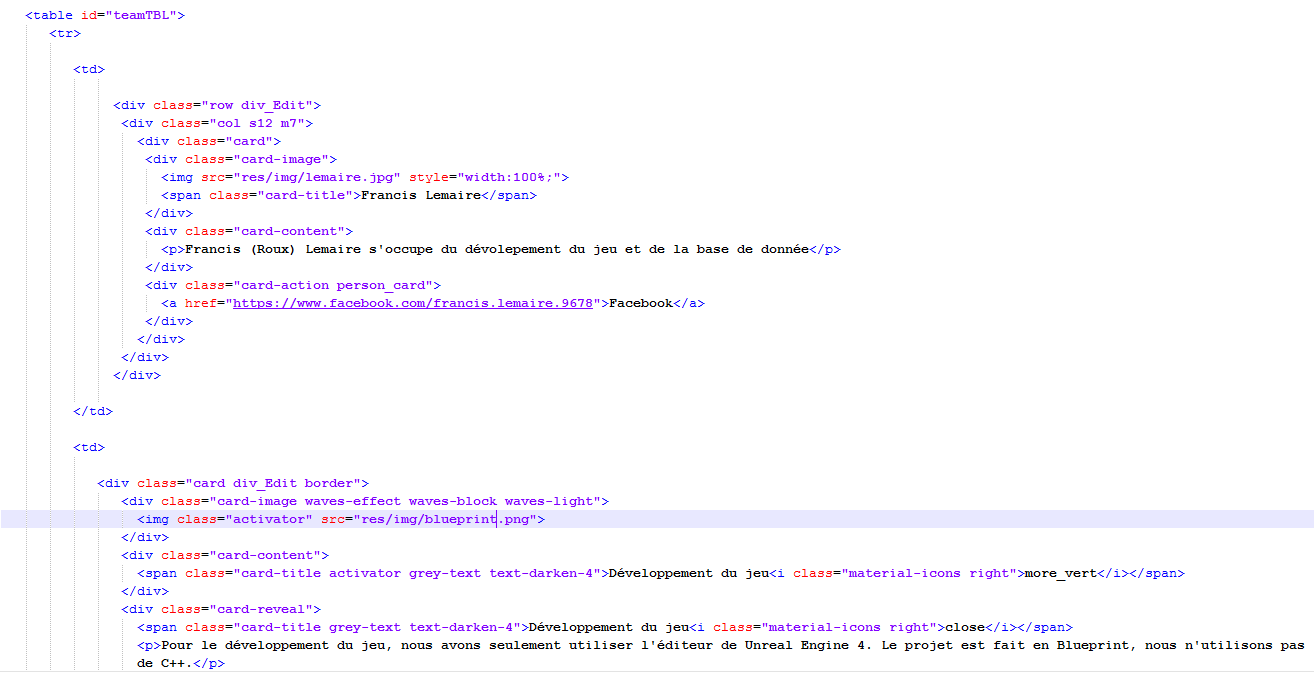 <table id="teamTBL">
<tr>
<td>
<div class="row div_Edit">
<div class="col s12 m7">
<div class="card">
<div class="card-image">
<img src="res/img/lemaire.jpg" style="width:100%;">
<span class="card-title">Francis Lemaire</span>
</div>
<div class="card-content">
<p>Francis (Roux) Lemaire s'occupe du dévolepement du jeu et de la base de donnée</p>
</div>
<div class="card-action person_card">
<a href="https://www.facebook.com/francis.lemaire.9678">Facebook</a>
</div>
</div>
</div>
</div>
</td>
<td>
<div class="card div_Edit border">
<div class="card-image waves-effect waves-block waves-light">
<img class="activator" src="res/img/blueprint.png">
</div>
<div class="card-content">
<span class="card-title activator grey-text text-darken-4">Développement du jeu<i class="material-icons right">more_vert</i></span>
</div>
<div class="card-reveal">
<span class="card-title grey-text text-darken-4">Développement du jeu<i class="material-icons right">close</i></span>
<p>Pour le développement du jeu, nous avons seulement utiliser l'éditeur de Unreal Engine 4. Le projet est fait en Blueprint, nous n'utilisons pas
de C++.</p>